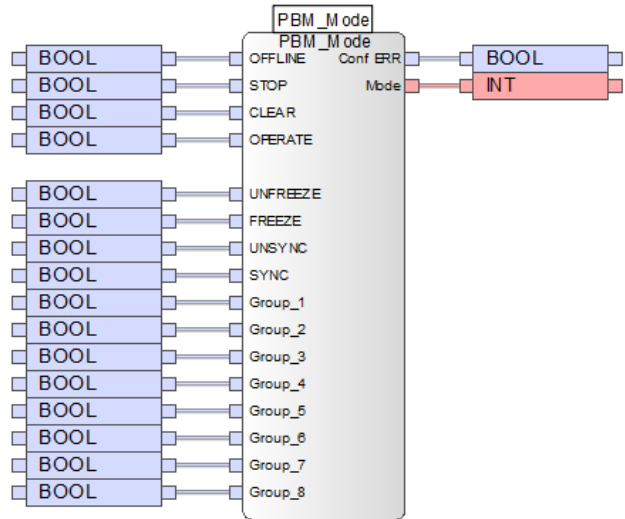 PBM_Mode
PBM_Mode
BOOL OFFLINE Conf ERR BOOL
BOOL STOP Mode INT
BOOL CLEAR
BOOL OPERATE
BOOL UNFREEZE
BOOL FREEZE
BOOL UNSYNC
BOOL SYNC
BOOL Group_1
BOOL Group_2
BOOL Group_3
BOOL Group_4
BOOL Group_5
BOOL Group_6
BOOL Group_7
BOOL Group_8